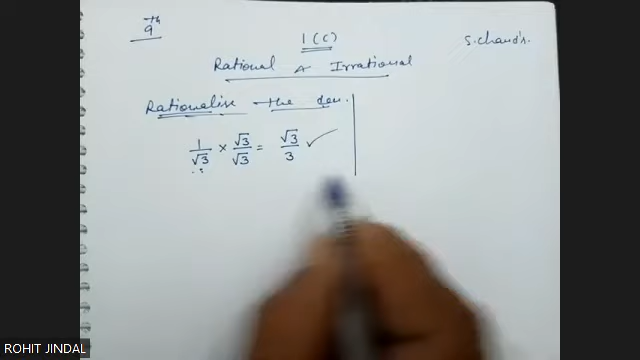 9th
1(C)
S. Chand's.
Rational & Irrational
Rationalise the den.
1/√3 × √3/√3 = √3/3 ✓
ROHIT JINDAL